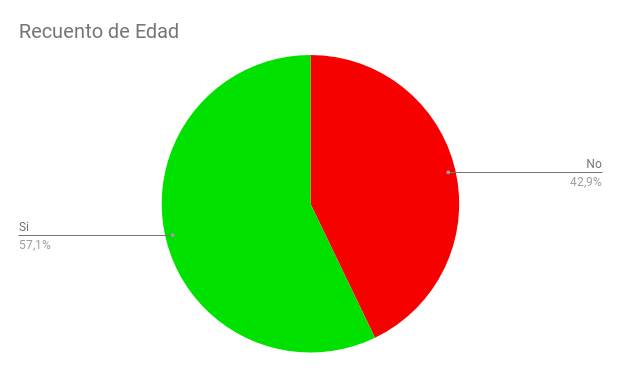 Recuento de Edad
No
42,9%
Si
57,1%